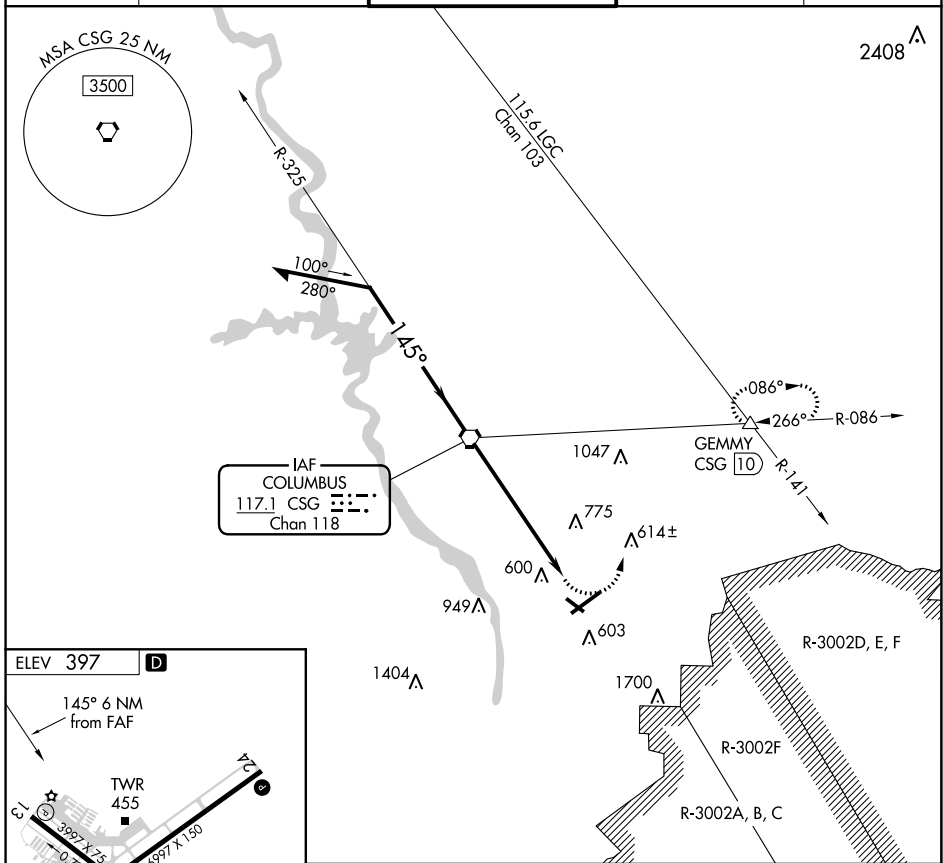 MSA CSG 25 NM
3500
2408
115.6 LGC
Chan 103
R-325
100°
280°
145°
086°
266°
R-086
GEMMY
CSG 10
R-141
1047
IAF
COLUMBUS
117.1 CSG
Chan 118
775
614±
600
949
603
1404
1700
R-3002D, E, F
R-3002F
R-3002A, B, C
ELEV 397 D
145° 6 NM
from FAF
TWR
455
24
P
13
P
3997 X 75
6997 X 150